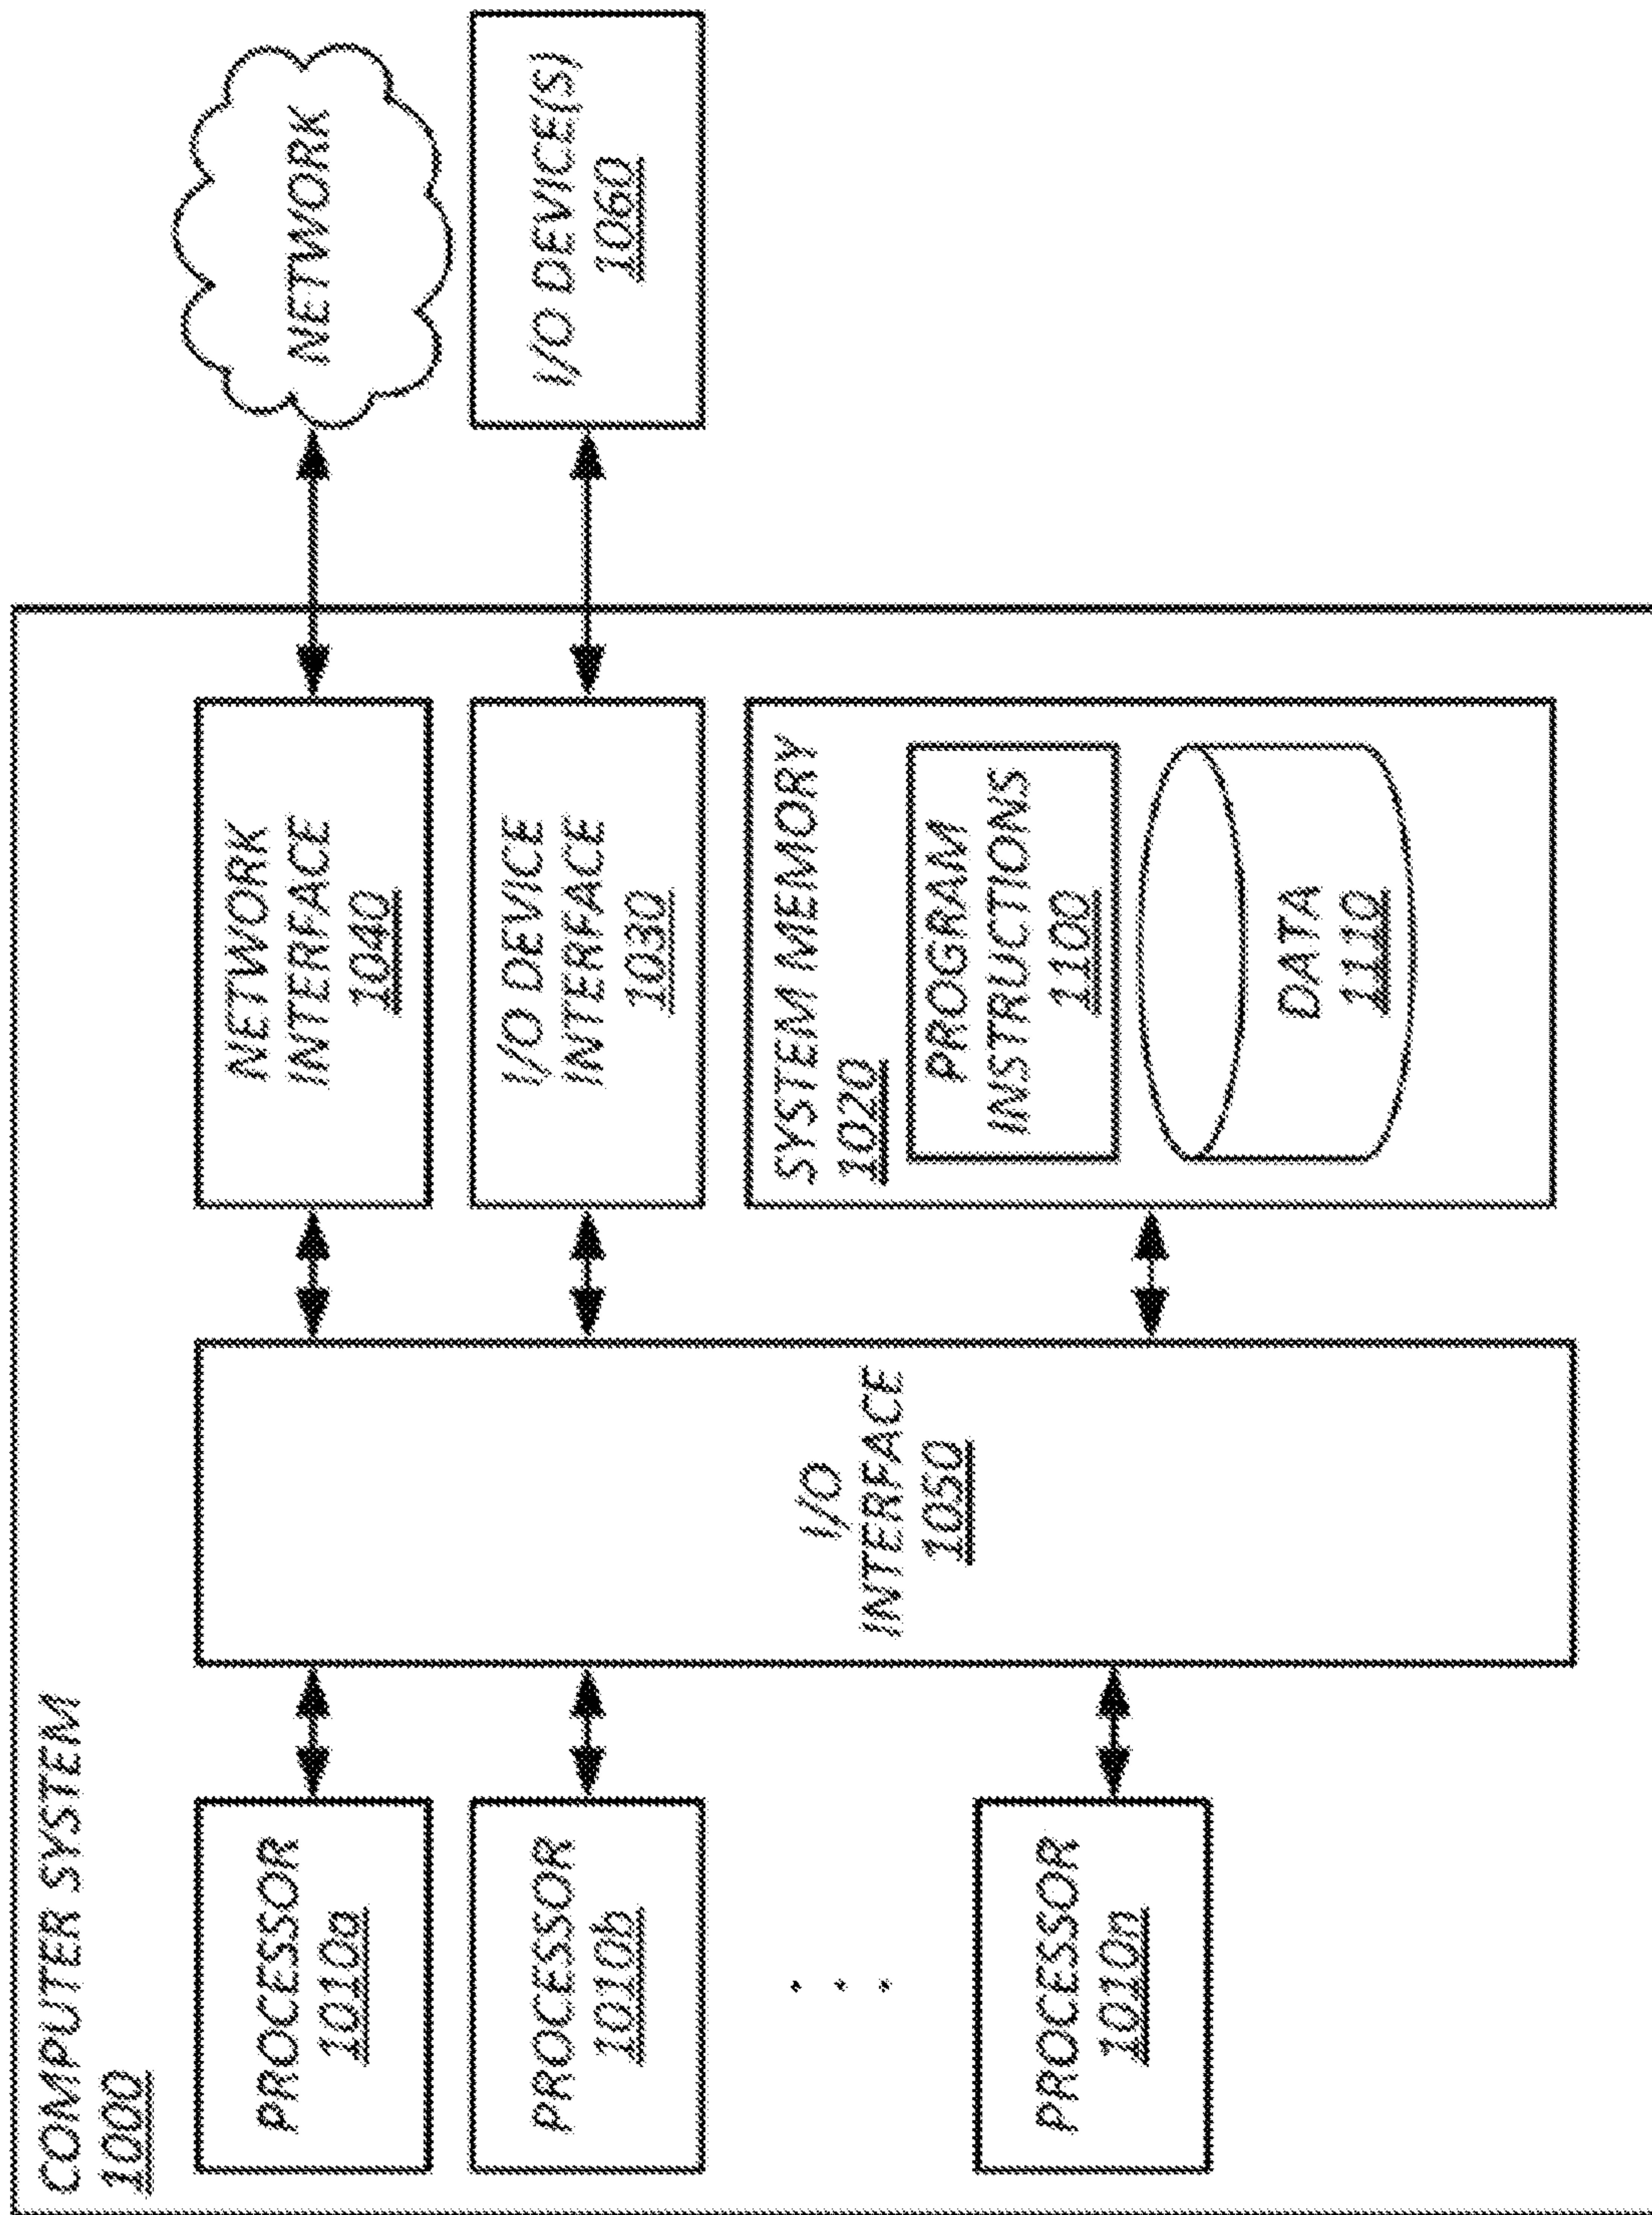 COMPUTER SYSTEM
1000
PROCESSOR
1010a
PROCESSOR
1010b
. . .
PROCESSOR
1010n
I/O
INTERFACE
1050
NETWORK
INTERFACE
1040
I/O DEVICE
INTERFACE
1030
SYSTEM MEMORY
1020
PROGRAM
INSTRUCTIONS
1100
DATA
1110
NETWORK
I/O DEVICE(S)
1060